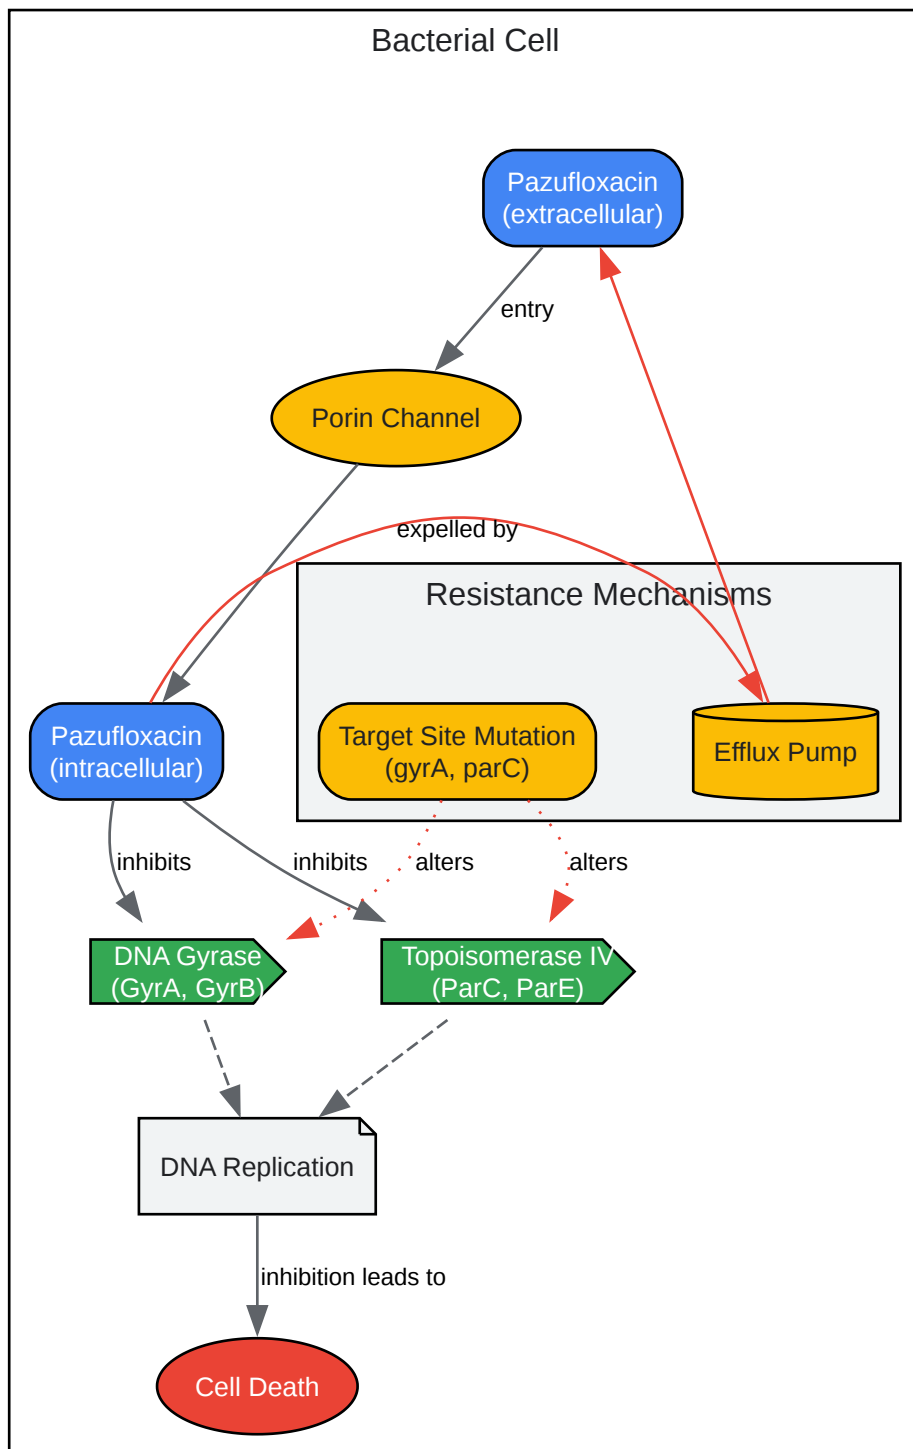 Bacterial Cell
Pazufloxacin
(extracellular)
entry
Porin Channel
expelled by
Resistance Mechanisms
Pazufloxacin
(intracellular)
Target Site Mutation
(gyrA, parC)
Efflux Pump
inhibits
inhibits
alters
alters
DNA Gyrase
(GyrA, GyrB)
Topoisomerase IV
(ParC, ParE)
DNA Replication
inhibition leads to
Cell Death